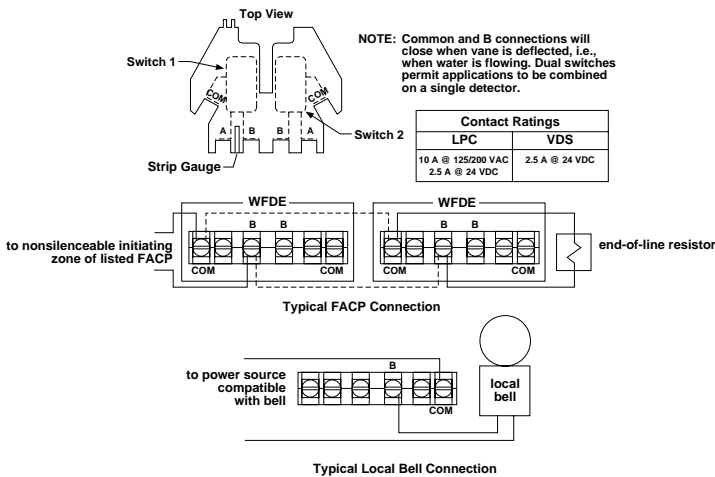 Top View
NOTE: Common and B connections will
close when vane is deflected, i.e.,
when water is flowing. Dual switches
permit applications to be combined
on a single detector.
Switch 1
COM
COM
A
B
B
A
Switch 2
Strip Gauge
Contact Ratings
LPC
VDS
10 A @ 125/200 VAC
2.5 A @ 24 VDC
2.5 A @ 24 VDC
WFDE
WFDE
B
B
B
B
to nonsilenceable initiating
zone of listed FACP
end-of-line resistor
COM
COM
COM
COM
Typical FACP Connection
to power source
compatible
with bell
B
COM
local
bell
Typical Local Bell Connection